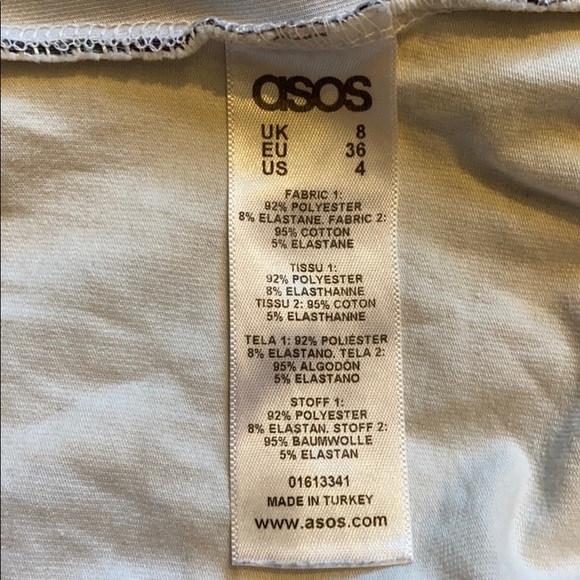 asos
UK 8
EU 36
US 4
FABRIC 1:
92% POLYESTER
8% ELASTANE. FABRIC 2:
95% COTTON
5% ELASTANE
TISSU 1:
92% POLYESTER
8% ELASTHANNE
TISSU 2: 95% COTON
5% ELASTHANNE
TELA 1: 92% POLIÉSTER
8% ELASTANO. TELA 2:
95% ALGODÓN
5% ELASTANO
STOFF 1:
92% POLYESTER
8% ELASTAN. STOFF 2:
95% BAUMWOLLE
5% ELASTAN
01613341
MADE IN TURKEY
www.asos.com